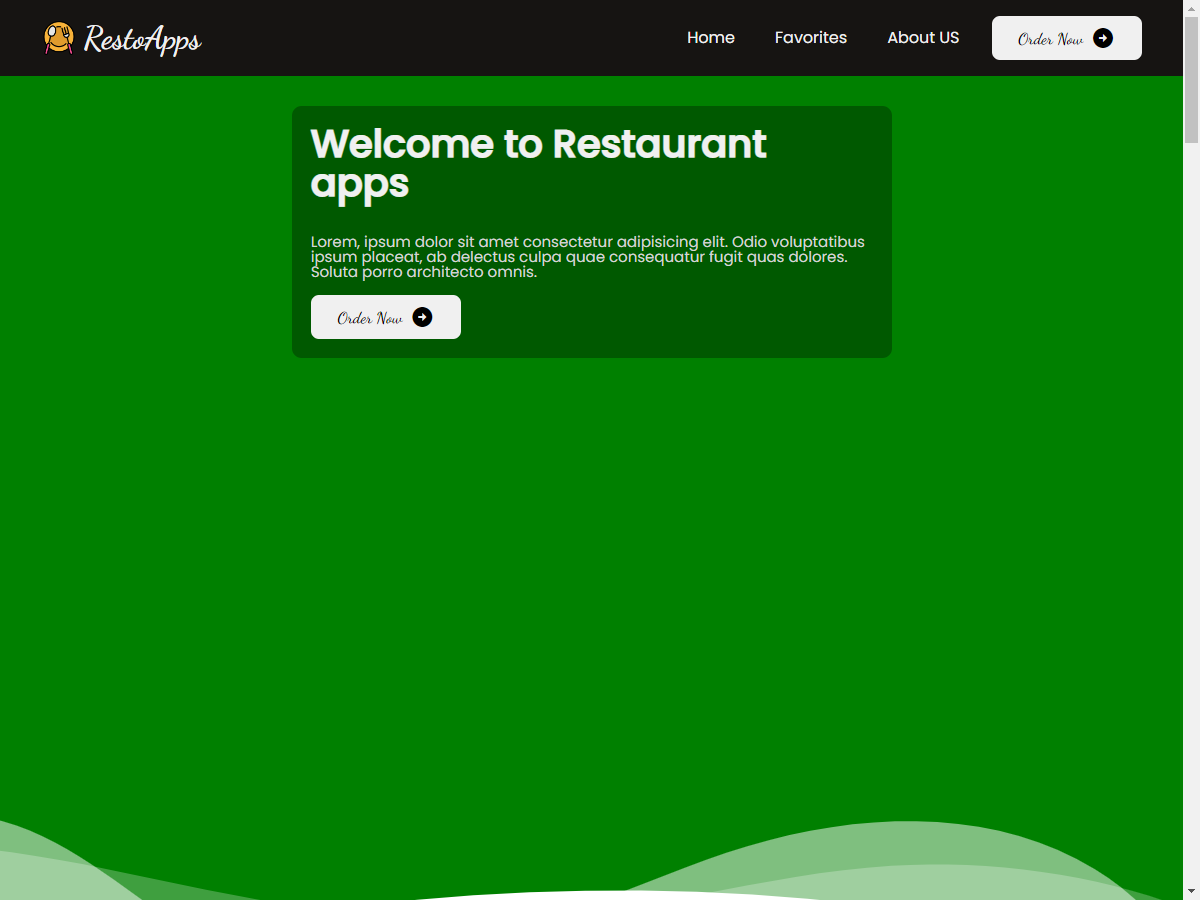 RestoApps
Home
Favorites
About US
Order Now
Welcome to Restaurant
apps
Lorem, ipsum dolor sit amet consectetur adipisicing elit. Odio voluptatibus
ipsum placeat, ab delectus culpa quae consequatur fugit quas dolores.
Soluta porro architecto omnis.
Order Now